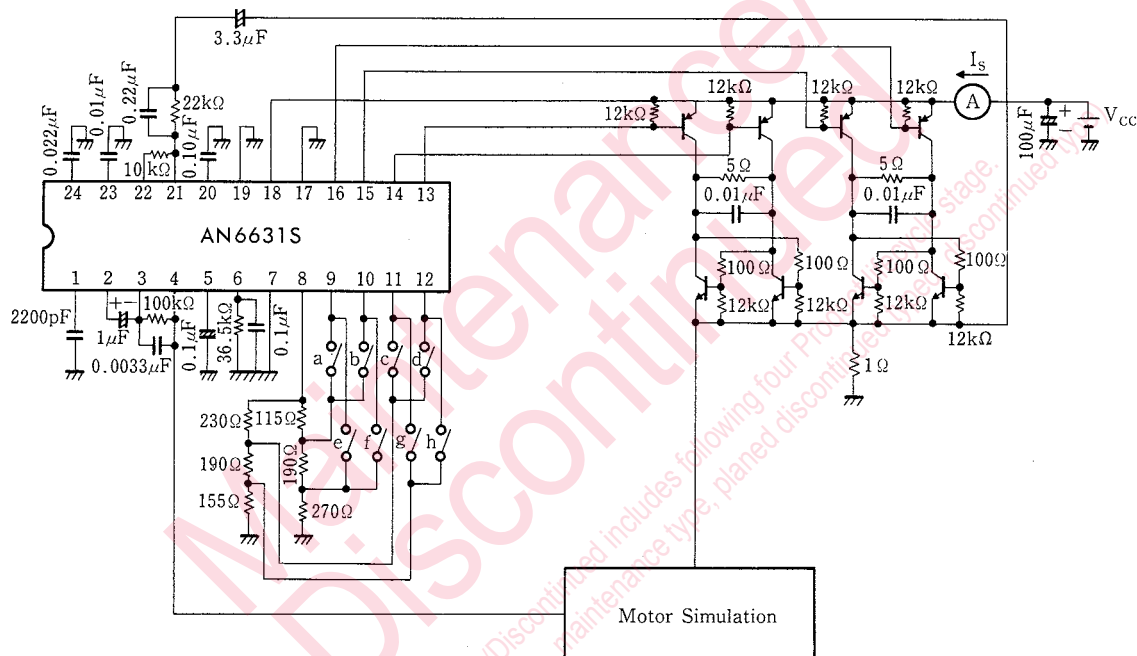 3.3μF
0.022μF
0.01μF
0.22μF
22kΩ
10kΩ
0.10μF
24 23 22 21 20 19 18 17 16 15 14 13
AN6631S
1 2 3 4 5 6 7 8 9 10 11 12
2200pF
+ -
1μF
100kΩ
0.0033μF
0.1μF
36.5kΩ
0.1μF
a b c d
e f g h
230Ω
115Ω
190Ω
190Ω
155Ω
270Ω
12kΩ
12kΩ
12kΩ
12kΩ
I_S
A
100μF
+
-
V_CC
5Ω
5Ω
0.01μF
0.01μF
100Ω
100Ω
100Ω
100Ω
12kΩ
12kΩ
12kΩ
12kΩ
1Ω
Motor Simulation
Maintenance/
Discontinued
(Discontinued includes following four Product lifecycle stage.
maintenance type, planed discontinued type, discontinued type)